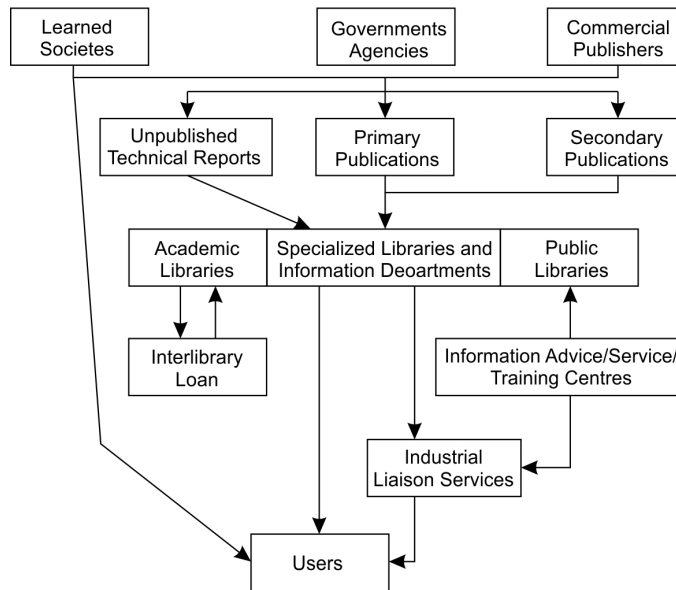 Learned
Societes
Governments
Agencies
Commercial
Publishers
Unpublished
Technical Reports
Primary
Publications
Secondary
Publications
Academic
Libraries
Specialized Libraries and
Information Deoartments
Public
Libraries
Interlibrary
Loan
Information Advice/Service/
Training Centres
Industrial
Liaison Services
Users